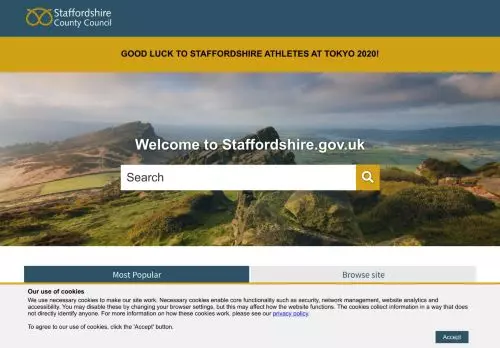 Staffordshire
County Council
GOOD LUCK TO STAFFORDSHIRE ATHLETES AT TOKYO 2020!
Welcome to Staffordshire.gov.uk
Search
Most Popular
Browse site
Our use of cookies
We use necessary cookies to make our site work. Necessary cookies enable core functionality such as security, network management, website analytics and
accessibility. You may disable these by changing your browser settings, but this may affect how the website functions. The cookies collect information in a way that does
not directly identify anyone. For more information on how these cookies work, please see our privacy policy.
To agree to our use of cookies, click the 'Accept' button.
Accept